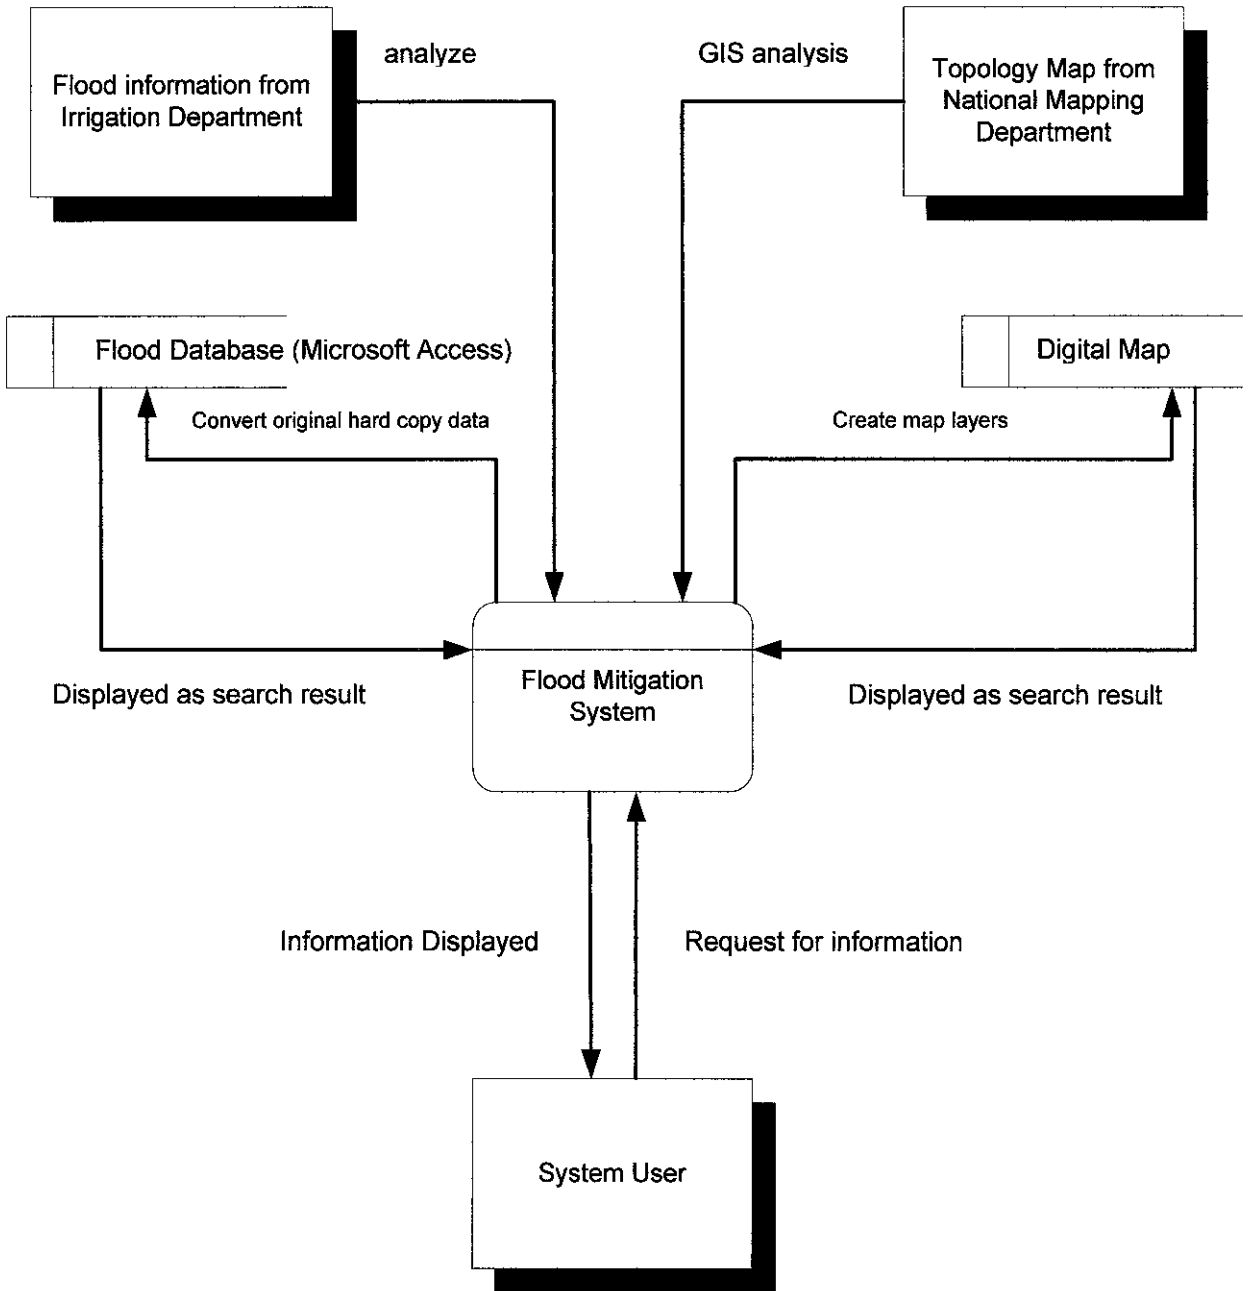 analyze
GIS analysis
Flood information from
Irrigation Department
Topology Map from
National Mapping
Department
Flood Database (Microsoft Access)
Digital Map
Convert original hard copy data
Create map layers
Displayed as search result
Flood Mitigation
System
Displayed as search result
Information Displayed
Request for information
System User